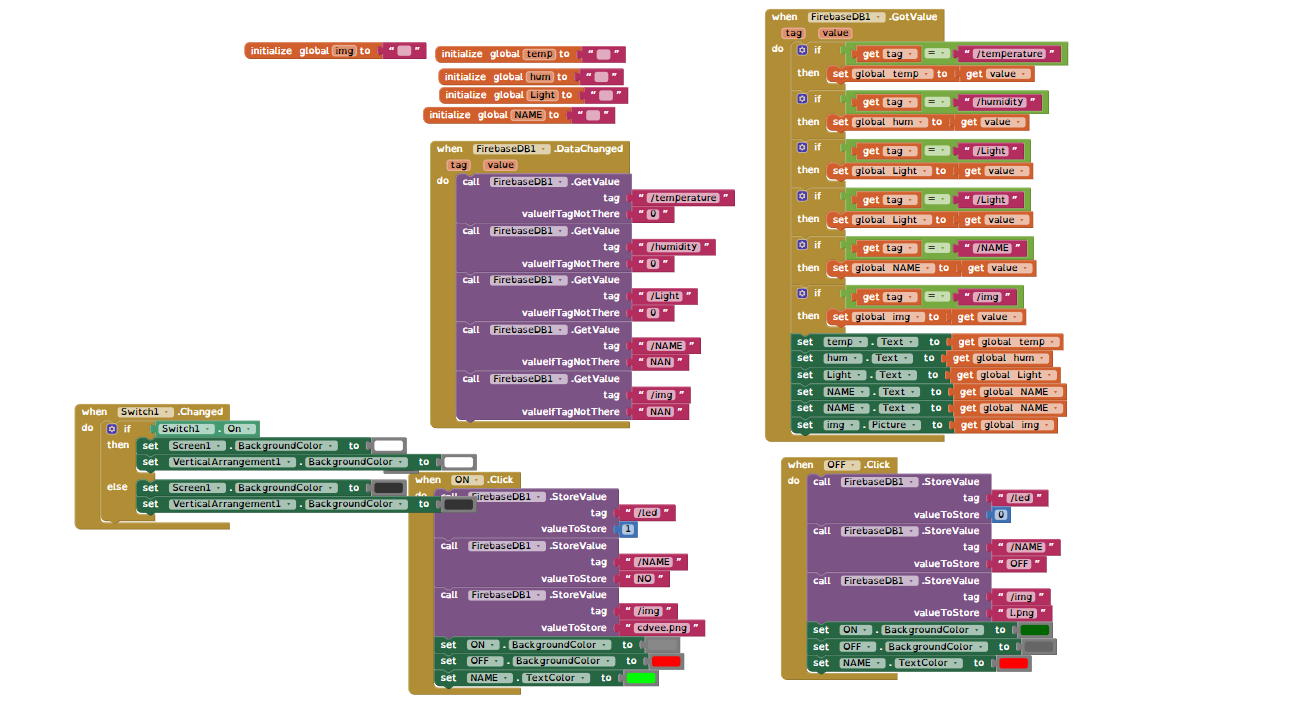 initialize global img to “ ”
initialize global temp to “ ”
initialize global hum to “ ”
initialize global Light to “ ”
initialize global NAME to “ ”
when FirebaseDB1 .DataChanged
tag value
do call FirebaseDB1 .GetValue
tag “ /temperature ”
valueIfTagNotThere “ 0 ”
call FirebaseDB1 .GetValue
tag “ /humidity ”
valueIfTagNotThere “ 0 ”
call FirebaseDB1 .GetValue
tag “ /Light ”
valueIfTagNotThere “ 0 ”
call FirebaseDB1 .GetValue
tag “ /NAME ”
valueIfTagNotThere “ NAN ”
call FirebaseDB1 .GetValue
tag “ /img ”
valueIfTagNotThere “ NAN ”
when FirebaseDB1 .GotValue
tag value
do if get tag = “ /temperature ”
then set global temp to get value
if get tag = “ /humidity ”
then set global hum to get value
if get tag = “ /Light ”
then set global Light to get value
if get tag = “ /Light ”
then set global Light to get value
if get tag = “ /NAME ”
then set global NAME to get value
if get tag = “ /img ”
then set global img to get value
set temp . Text to get global temp
set hum . Text to get global hum
set Light . Text to get global Light
set NAME . Text to get global NAME
set NAME . Text to get global NAME
set img . Picture to get global img
when Switch1 .Changed
do if Switch1 . On
then set Screen1 . BackgroundColor to
set VerticalArrangement1 . BackgroundColor to
else set Screen1 . BackgroundColor to
set VerticalArrangement1 . BackgroundColor to
when ON .Click
do call FirebaseDB1 .StoreValue
tag “ /led ”
valueToStore 1
call FirebaseDB1 .StoreValue
tag “ /NAME ”
valueToStore “ NO ”
call FirebaseDB1 .StoreValue
tag “ /img ”
valueToStore “ cdvee.png ”
set ON . BackgroundColor to
set OFF . BackgroundColor to
set NAME . TextColor to
when OFF .Click
do call FirebaseDB1 .StoreValue
tag “ /led ”
valueToStore 0
call FirebaseDB1 .StoreValue
tag “ /NAME ”
valueToStore “ OFF ”
call FirebaseDB1 .StoreValue
tag “ /img ”
valueToStore “ l.png ”
set ON . BackgroundColor to
set OFF . BackgroundColor to
set NAME . TextColor to